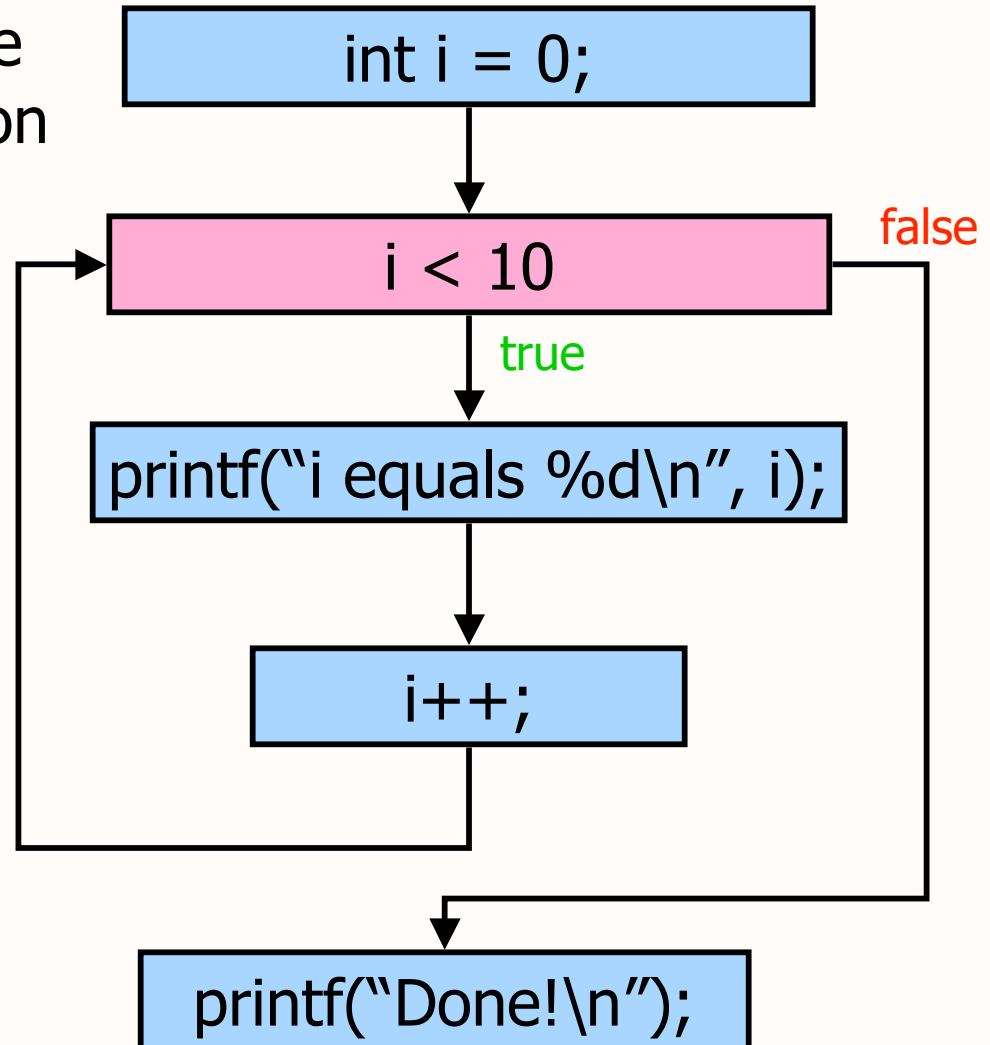 int i = 0;
i < 10
false
true
printf(“i equals %d\n”, i);
i++;
printf(“Done!\n”);